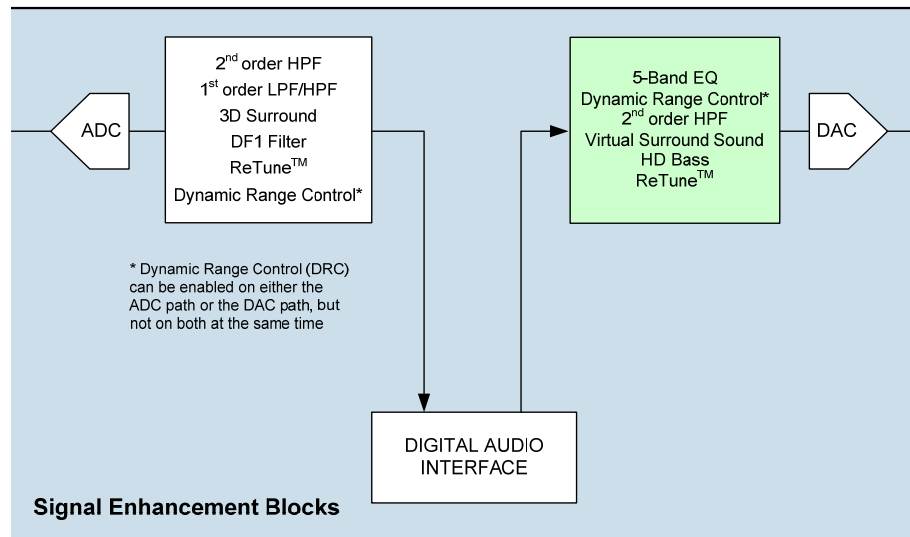 ADC
2nd order HPF
1st order LPF/HPF
3D Surround
DF1 Filter
ReTune™
Dynamic Range Control*
5-Band EQ
Dynamic Range Control*
2nd order HPF
Virtual Surround Sound
HD Bass
ReTune™
DAC
* Dynamic Range Control (DRC)
can be enabled on either the
ADC path or the DAC path, but
not on both at the same time
DIGITAL AUDIO
INTERFACE
Signal Enhancement Blocks